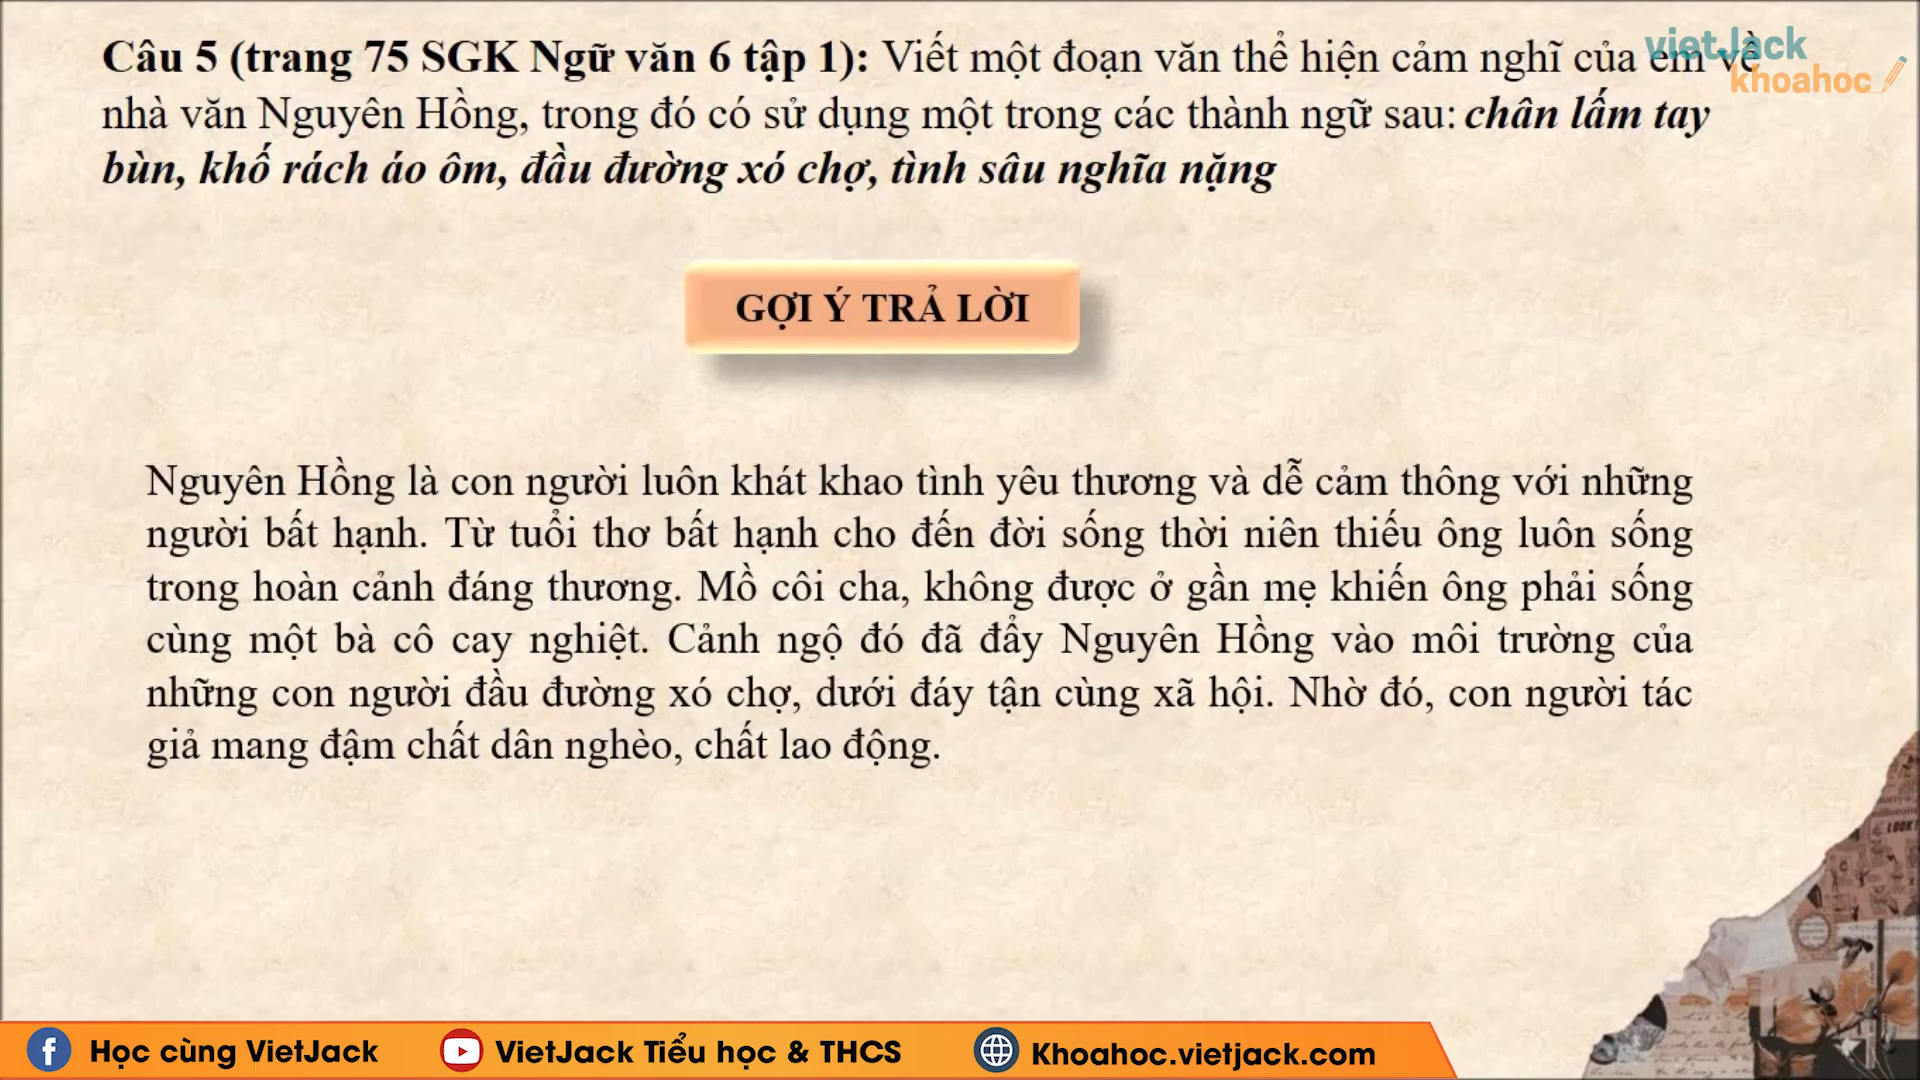 Câu 5 (trang 75 SGK Ngữ văn 6 tập 1): Viết một đoạn văn thể hiện cảm nghĩ của em về
nhà văn Nguyên Hồng, trong đó có sử dụng một trong các thành ngữ sau: chân lấm tay
bùn, khố rách áo ôm, đầu đường xó chợ, tình sâu nghĩa nặng
vietJack
khoahoc
GỢI Ý TRẢ LỜI
Nguyên Hồng là con người luôn khát khao tình yêu thương và dễ cảm thông với những
người bất hạnh. Từ tuổi thơ bất hạnh cho đến đời sống thời niên thiếu ông luôn sống
trong hoàn cảnh đáng thương. Mồ côi cha, không được ở gần mẹ khiến ông phải sống
cùng một bà cô cay nghiệt. Cảnh ngộ đó đã đẩy Nguyên Hồng vào môi trường của
những con người đầu đường xó chợ, dưới đáy tận cùng xã hội. Nhờ đó, con người tác
giả mang đậm chất dân nghèo, chất lao động.
LOOK!
Học cùng VietJack
VietJack Tiểu học & THCS
Khoahoc.vietjack.com